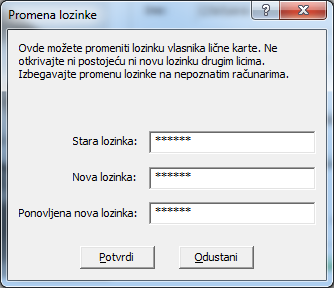 Promena lozinke
Ovde možete promeniti lozinku vlasnika lične karte. Ne
otkrivajte ni postojeću ni novu lozinku drugim licima.
Izbegavajte promenu lozinke na nepoznatim računarima.
Stara lozinka: ******
Nova lozinka: ******
Ponovljena nova lozinka: ******
Potvrdi Odustani